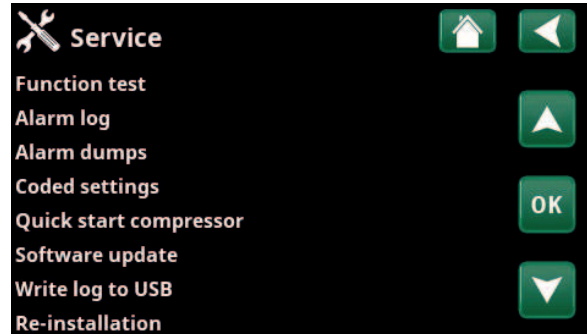 Service
Function test
Alarm log
Alarm dumps
Coded settings
Quick start compressor
OK
Software update
Write log to USB
Re-installation